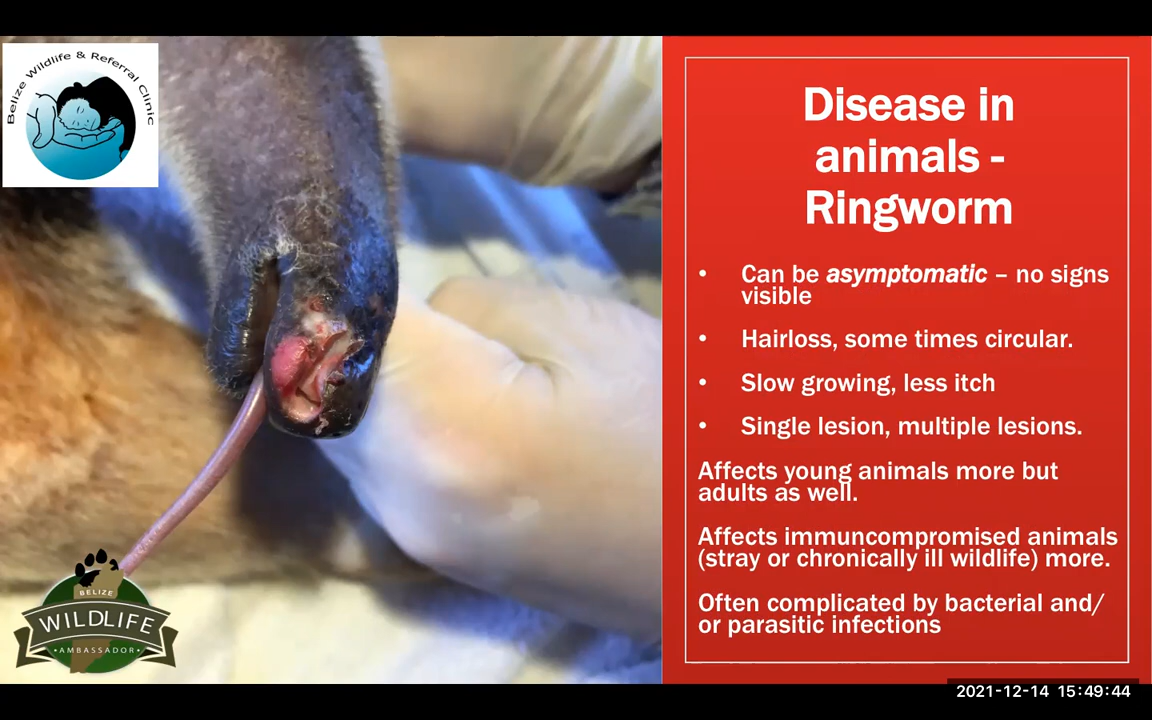 Belize Wildlife & Referral Clinic
Disease in
animals -
Ringworm
• Can be asymptomatic – no signs
visible
• Hairloss, some times circular.
• Slow growing, less itch
• Single lesion, multiple lesions.
Affects young animals more but
adults as well.
Affects immuncompromised animals
(stray or chronically ill wildlife) more.
Often complicated by bacterial and/
or parasitic infections
BELIZE
WILDLIFE
•AMBASSADOR•
2021-12-14 15:49:44